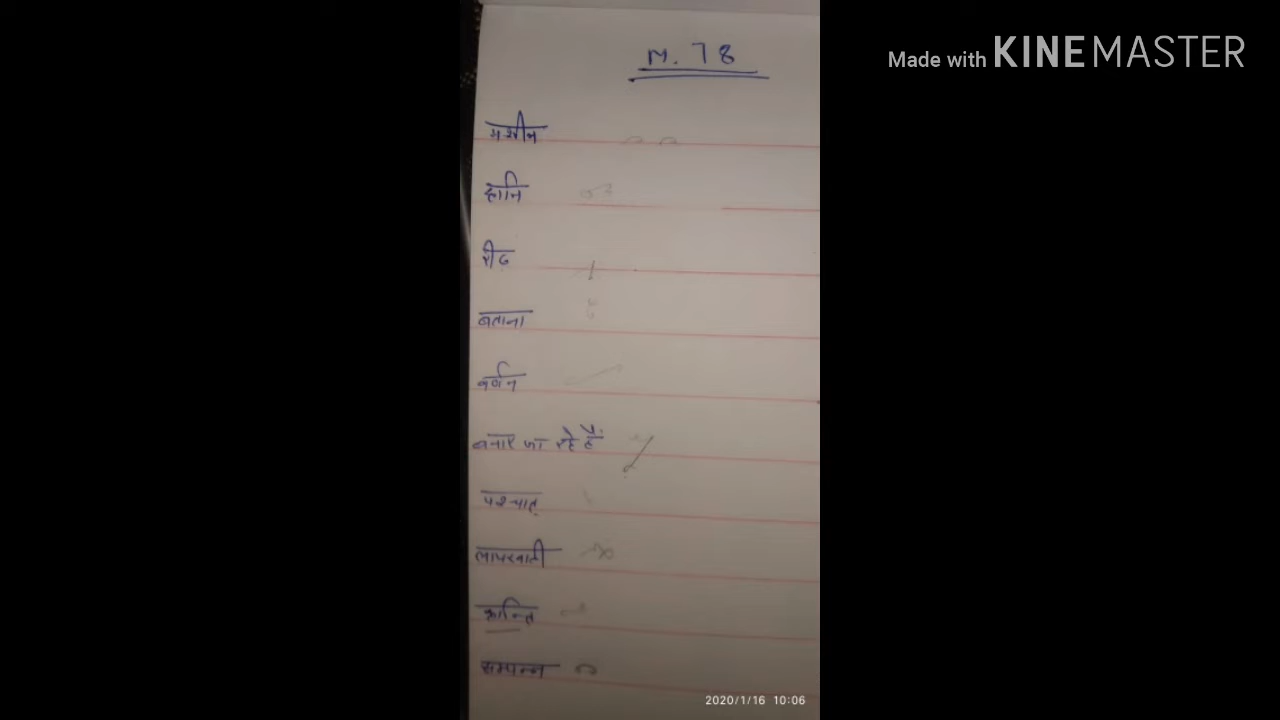 Made with KINEMASTER
M. 78
मशीन
हानि
रीढ
बताना
वर्णन
बनाए जा रहे हैं
पश्चात्
लापरवाही
क्रान्ति
सम्पन्न
2020/1/16 10:06